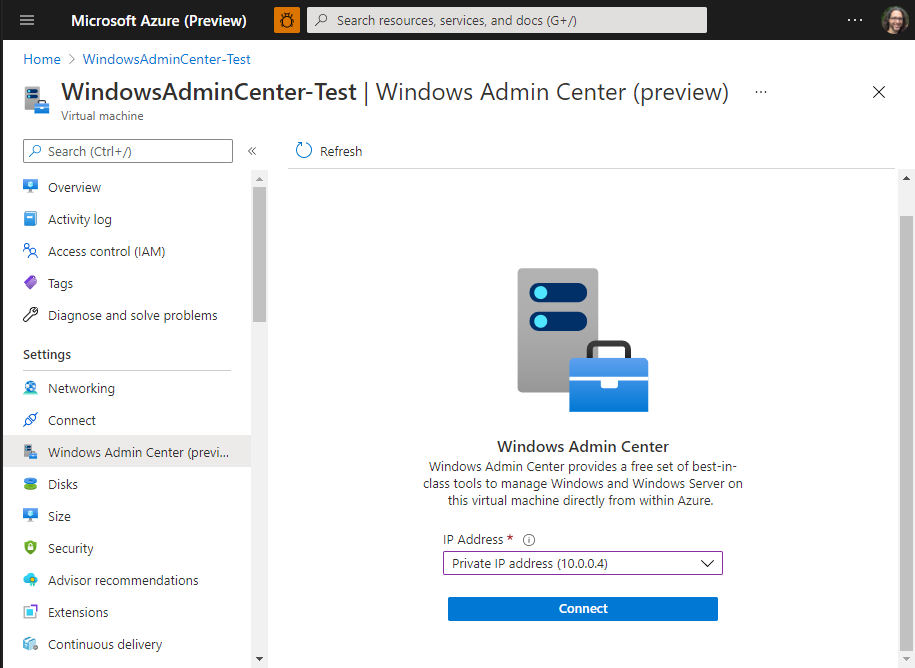 Microsoft Azure (Preview)
Search resources, services, and docs (G+/)
Home > WindowsAdminCenter-Test
WindowsAdminCenter-Test | Windows Admin Center (preview) ...
Virtual machine
Search (Ctrl+/)
Refresh
Overview
Activity log
Access control (IAM)
Tags
Diagnose and solve problems
Settings
Networking
Connect
Windows Admin Center (previ...
Disks
Size
Security
Advisor recommendations
Extensions
Continuous delivery
Windows Admin Center
Windows Admin Center provides a free set of best-in-
class tools to manage Windows and Windows Server on
this virtual machine directly from within Azure.
IP Address *
Private IP address (10.0.0.4)
Connect